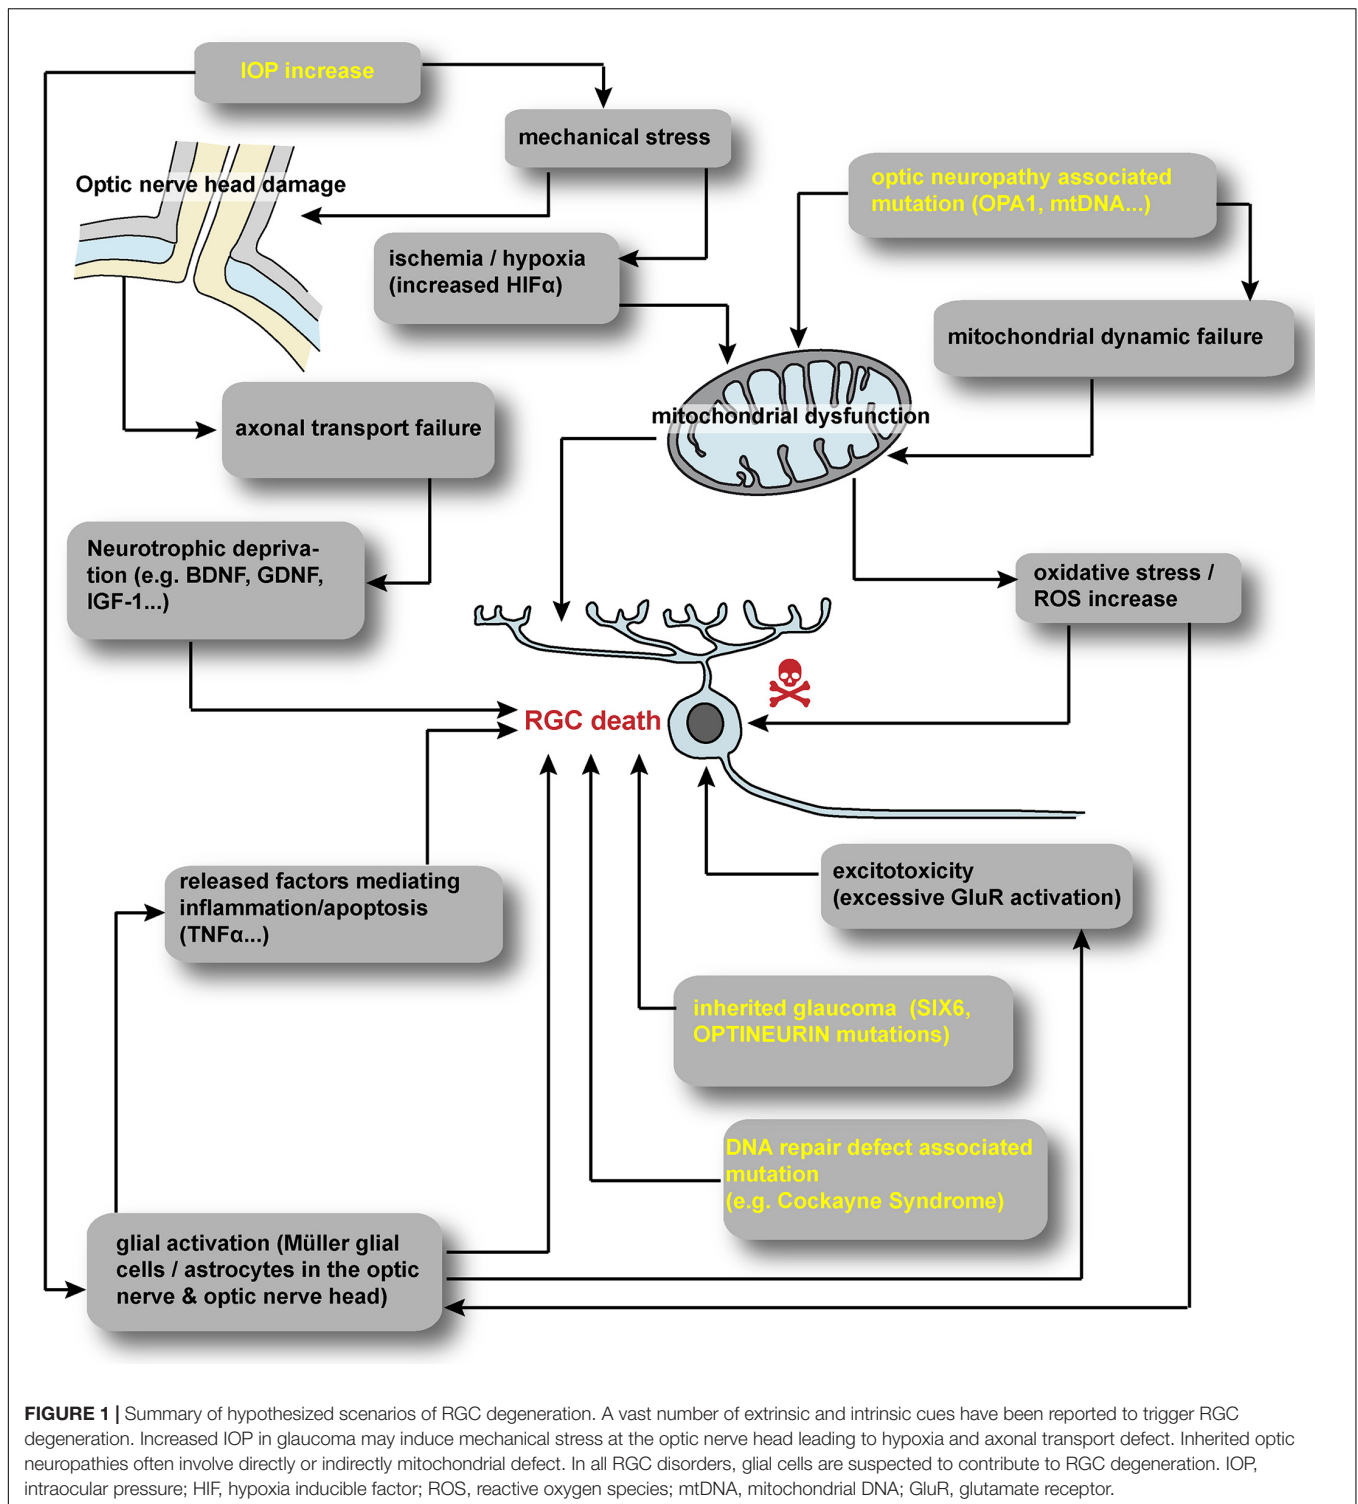 IOP increase
mechanical stress
Optic nerve head damage
optic neuropathy associated
mutation (OPA1, mtDNA...)
ischemia / hypoxia
(increased HIFα)
mitochondrial dynamic failure
mitochondrial dysfunction
axonal transport failure
Neurotrophic depriva-
tion (e.g. BDNF, GDNF,
IGF-1...)
oxidative stress /
ROS increase
RGC death
released factors mediating
inflammation/apoptosis
(TNFα...)
excitotoxicity
(excessive GluR activation)
inherited glaucoma (SIX6,
OPTINEURIN mutations)
DNA repair defect associated
mutation
(e.g. Cockayne Syndrome)
glial activation (Müller glial
cells / astrocytes in the optic
nerve & optic nerve head)
FIGURE 1 | Summary of hypothesized scenarios of RGC degeneration. A vast number of extrinsic and intrinsic cues have been reported to trigger RGC
degeneration. Increased IOP in glaucoma may induce mechanical stress at the optic nerve head leading to hypoxia and axonal transport defect. Inherited optic
neuropathies often involve directly or indirectly mitochondrial defect. In all RGC disorders, glial cells are suspected to contribute to RGC degeneration. IOP,
intraocular pressure; HIF, hypoxia inducible factor; ROS, reactive oxygen species; mtDNA, mitochondrial DNA; GluR, glutamate receptor.